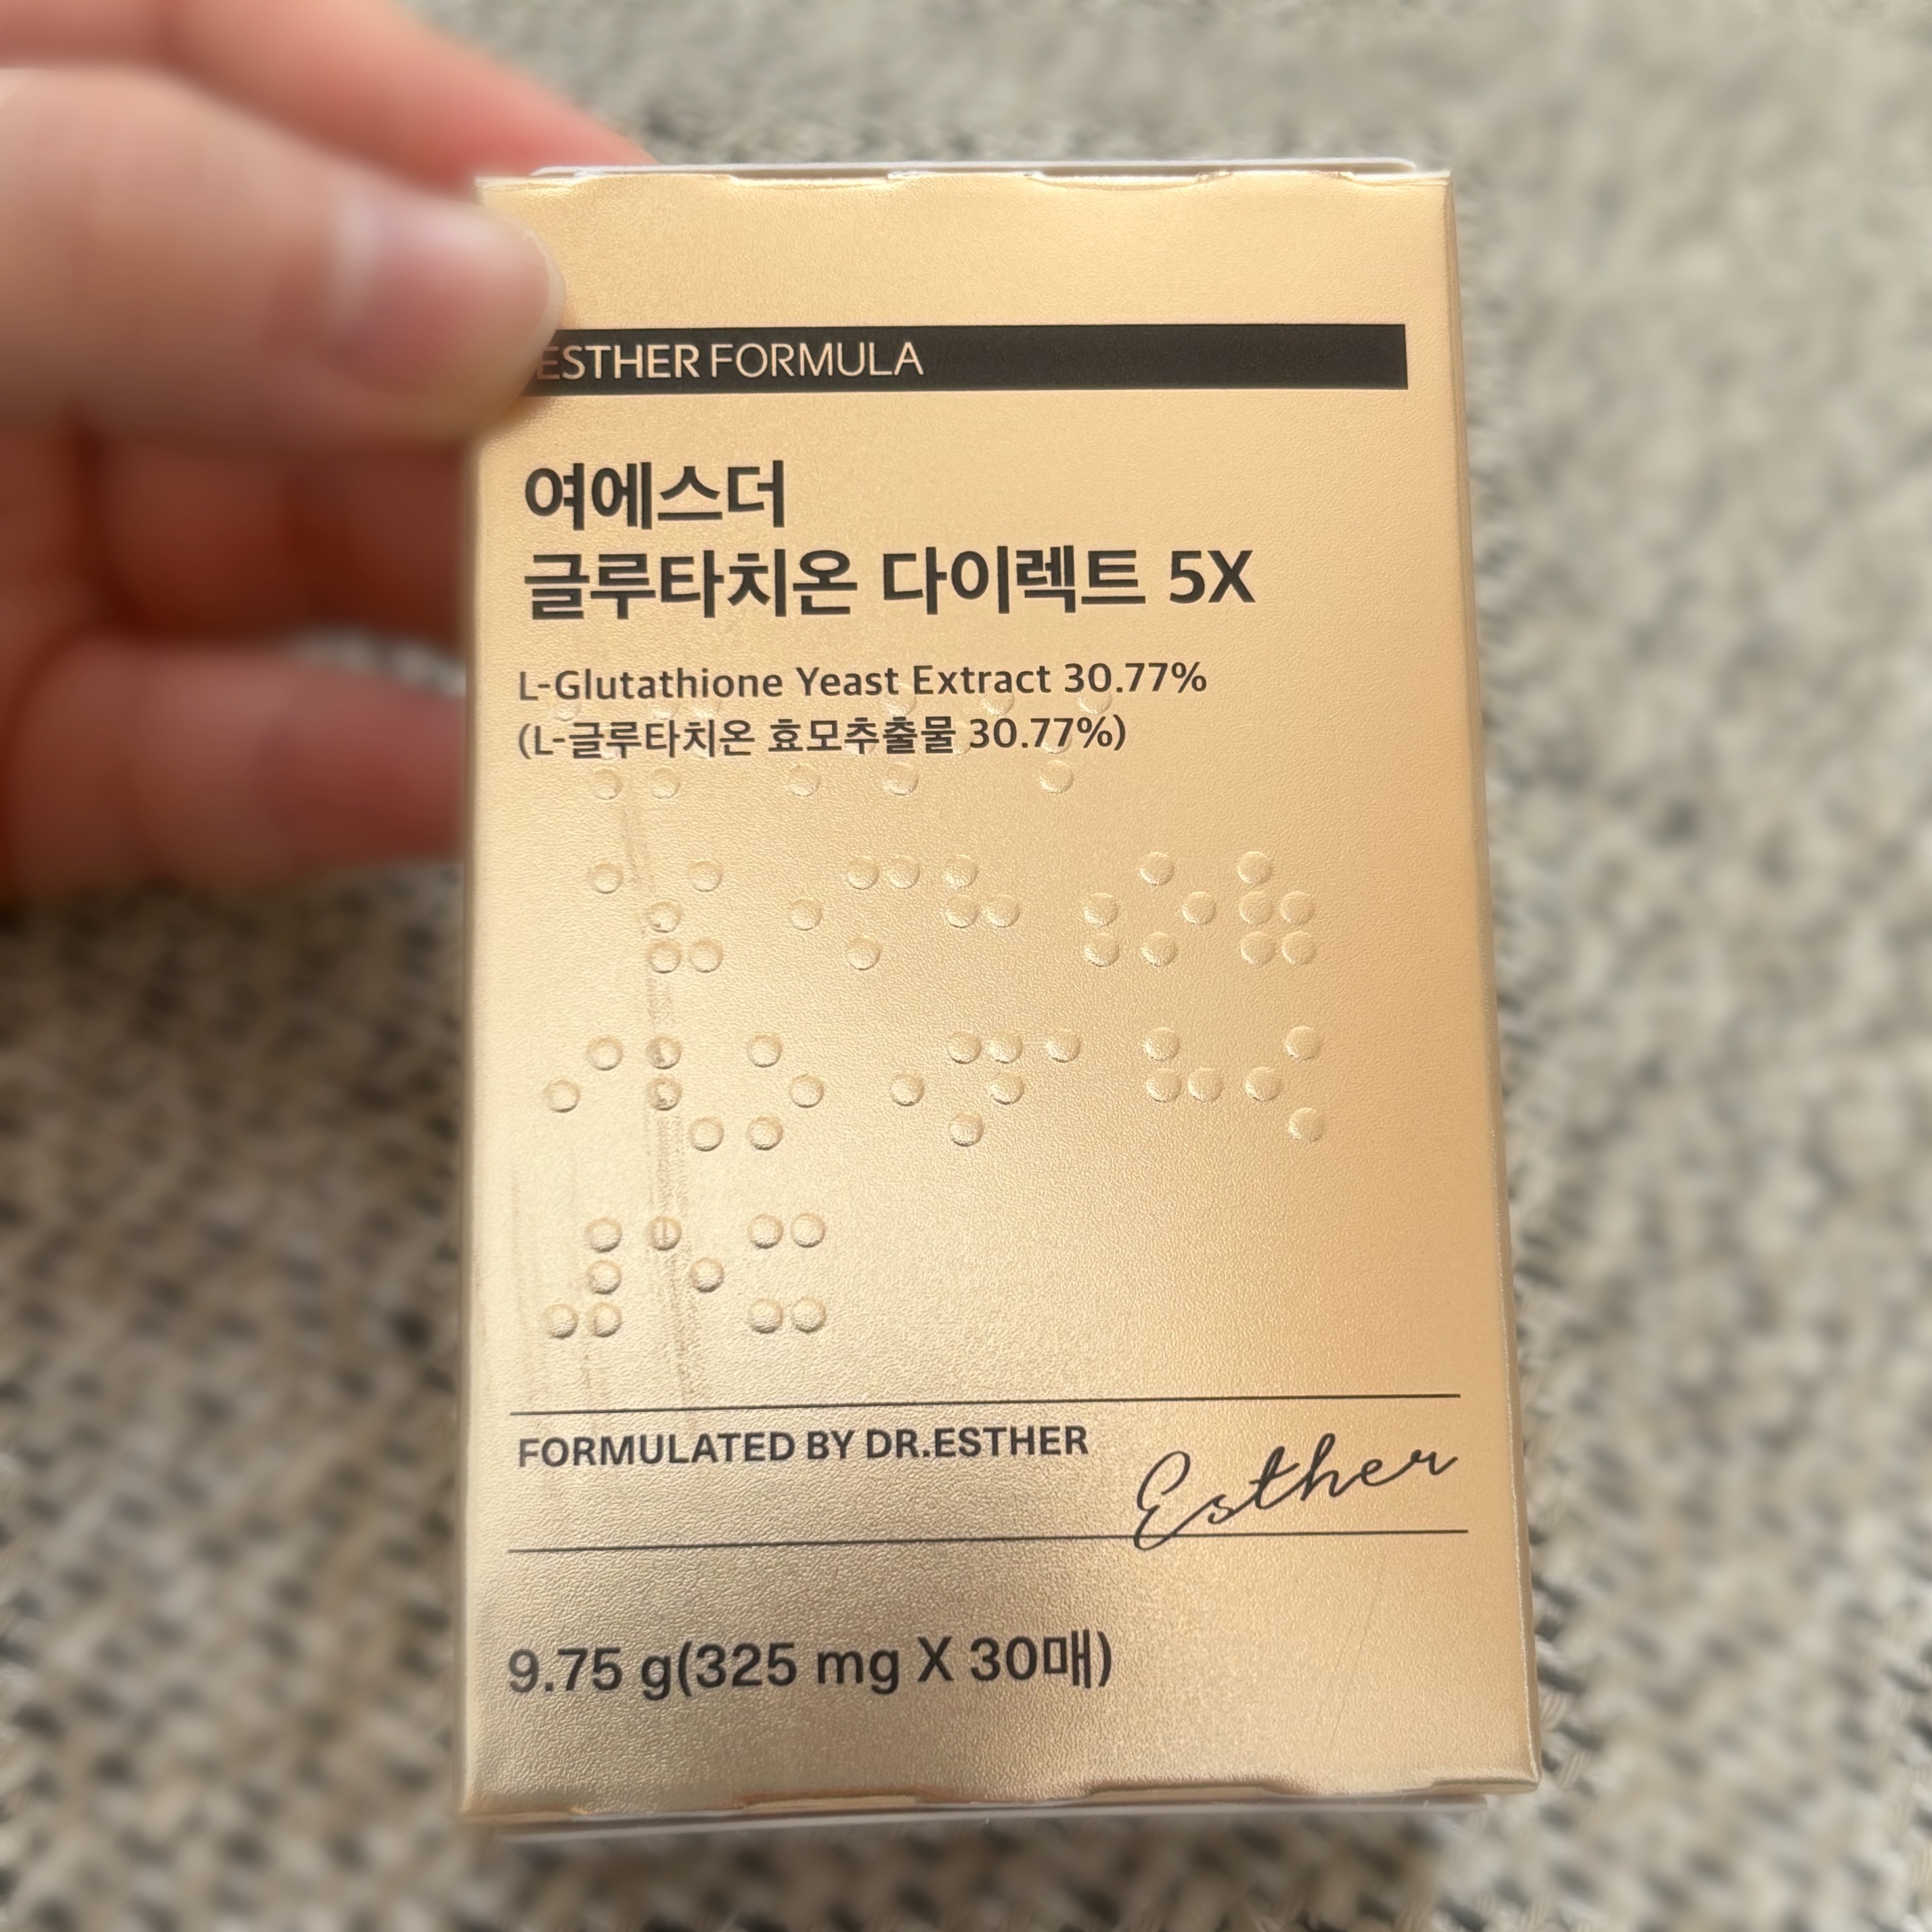 ESTHER FORMULA
여에스더
글루타치온 다이렉트 5X
L-Glutathione Yeast Extract 30.77%
(L-글루타치온 효모추출물 30.77%)
FORMULATED BY DR.ESTHER
Esther
9.75 g(325 mg X 30매)